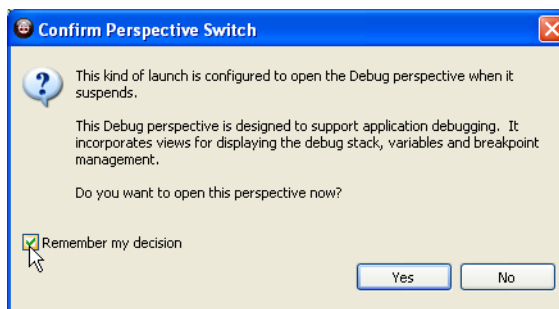 Confirm Perspective Switch
This kind of launch is configured to open the Debug perspective when it
suspends.
This Debug perspective is designed to support application debugging.  It
incorporates views for displaying the debug stack, variables and breakpoint
management.
Do you want to open this perspective now?
Remember my decision
Yes
No